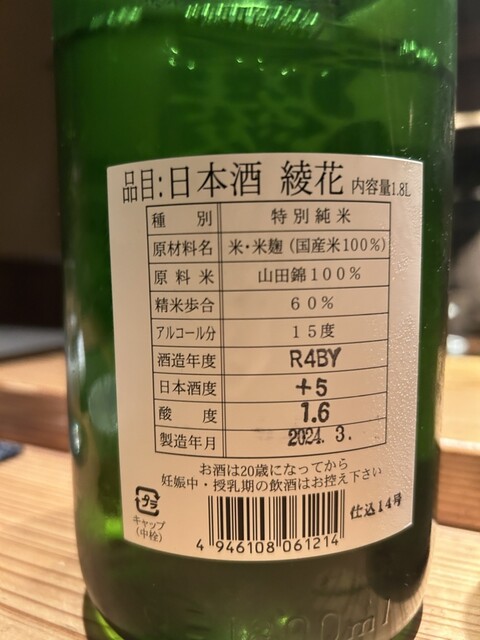 品目:日本酒 綾花 内容量1.8L
種 別 特別純米
原材料名 米・米麹(国産米100%)
原料米 山田錦100%
精米歩合 60%
アルコール分 15度
酒造年度 R4BY
日本酒度 +5
酸 度 1.6
製造年月 2024. 3.
お酒は20歳になってから
妊娠中・授乳期の飲酒はお控え下さい
プラ
キャップ
(中栓)
仕込14号
4 946108 061214